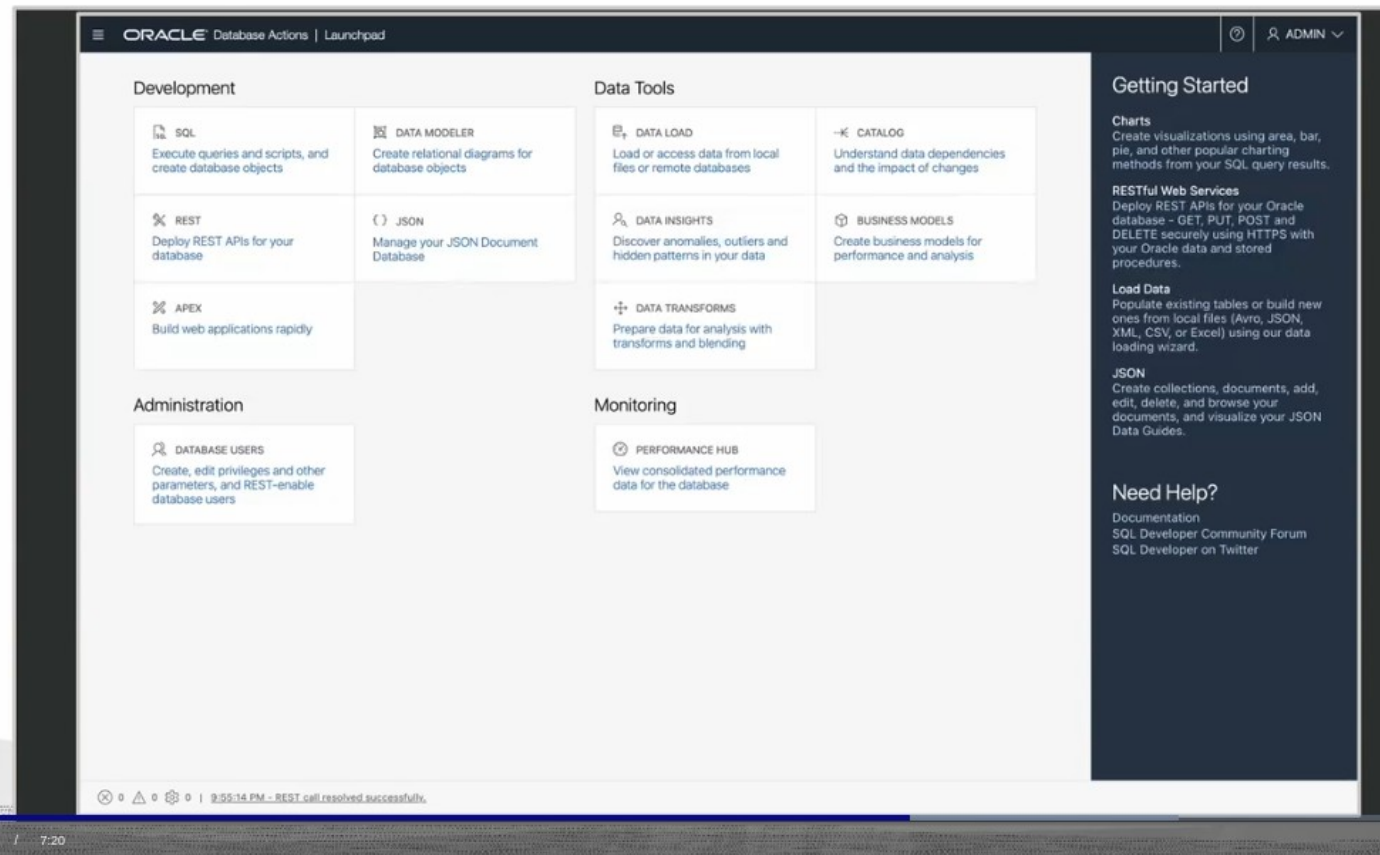 ORACLE Database Actions | Launchpad
ADMIN
Development
SQL
Execute queries and scripts, and
create database objects
DATA MODELER
Create relational diagrams for
database objects
REST
Deploy REST APIs for your
database
{ } JSON
Manage your JSON Document
Database
APEX
Build web applications rapidly
Data Tools
DATA LOAD
Load or access data from local
files or remote databases
CATALOG
Understand data dependencies
and the impact of changes
DATA INSIGHTS
Discover anomalies, outliers and
hidden patterns in your data
BUSINESS MODELS
Create business models for
performance and analysis
DATA TRANSFORMS
Prepare data for analysis with
transforms and blending
Administration
DATABASE USERS
Create, edit privileges and other
parameters, and REST-enable
database users
Monitoring
PERFORMANCE HUB
View consolidated performance
data for the database
Getting Started
Charts
Create visualizations using area, bar,
pie, and other popular charting
methods from your SQL query results.
RESTful Web Services
Deploy REST APIs for your Oracle
database - GET, PUT, POST and
DELETE securely using HTTPS with
your Oracle data and stored
procedures.
Load Data
Populate existing tables or build new
ones from local files (Avro, JSON,
XML, CSV, or Excel) using our data
loading wizard.
JSON
Create collections, documents, add,
edit, delete, and browse your
documents, and visualize your JSON
Data Guides.
Need Help?
Documentation
SQL Developer Community Forum
SQL Developer on Twitter
0 0 0 | 9:55:14 PM - REST call resolved successfully.
/ 7:20